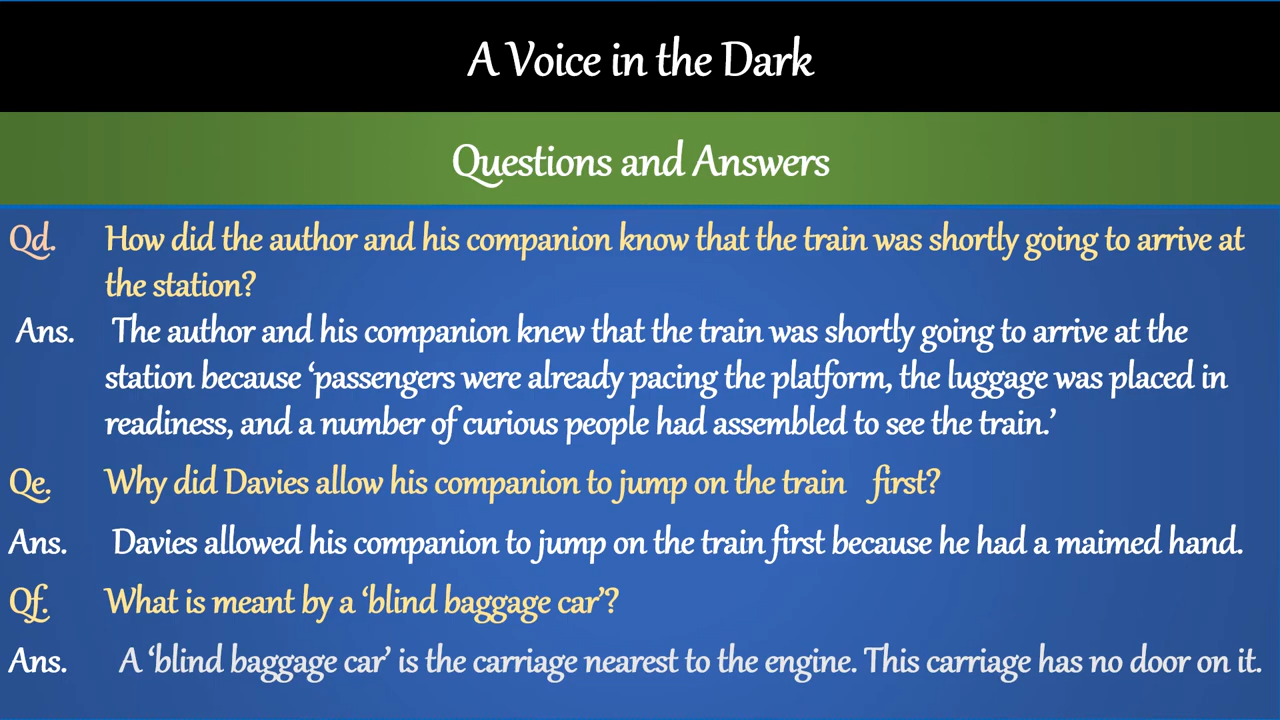 A Voice in the Dark
Questions and Answers
Qd. How did the author and his companion know that the train was shortly going to arrive at
the station?
Ans. The author and his companion knew that the train was shortly going to arrive at the
station because ‘passengers were already pacing the platform, the luggage was placed in
readiness, and a number of curious people had assembled to see the train.’
Qe. Why did Davies allow his companion to jump on the train first?
Ans. Davies allowed his companion to jump on the train first because he had a maimed hand.
Qf. What is meant by a ‘blind baggage car’?
Ans. A ‘blind baggage car’ is the carriage nearest to the engine. This carriage has no door on it.